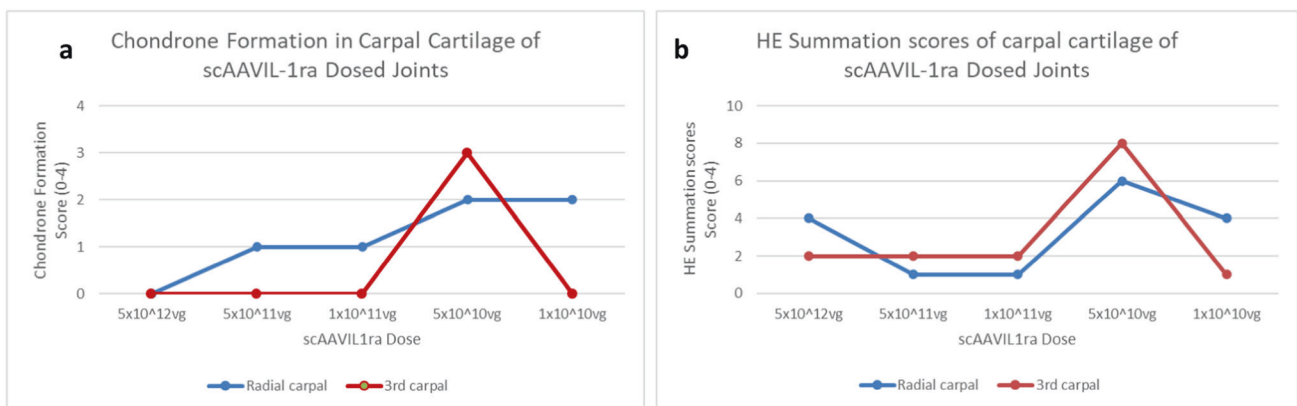 a
Chondrone Formation in Carpal Cartilage of
scAAVIL-1ra Dosed Joints
Chondrone Formation
Score (0-4)
4
3
2
1
0
5x10^12vg 5x10^11vg 1x10^11vg 5x10^10vg 1x10^10vg
scAAVIL1ra Dose
Radial carpal 3rd carpal
b
HE Summation scores of carpal cartilage of
scAAVIL-1ra Dosed Joints
HE Summation scores
Score (0-4)
10
8
6
4
2
0
5x10^12vg 5x10^11vg 1x10^11vg 5x10^10vg 1x^10^10vg
scAAVIL1ra Dose
Radial carpal 3rd carpal